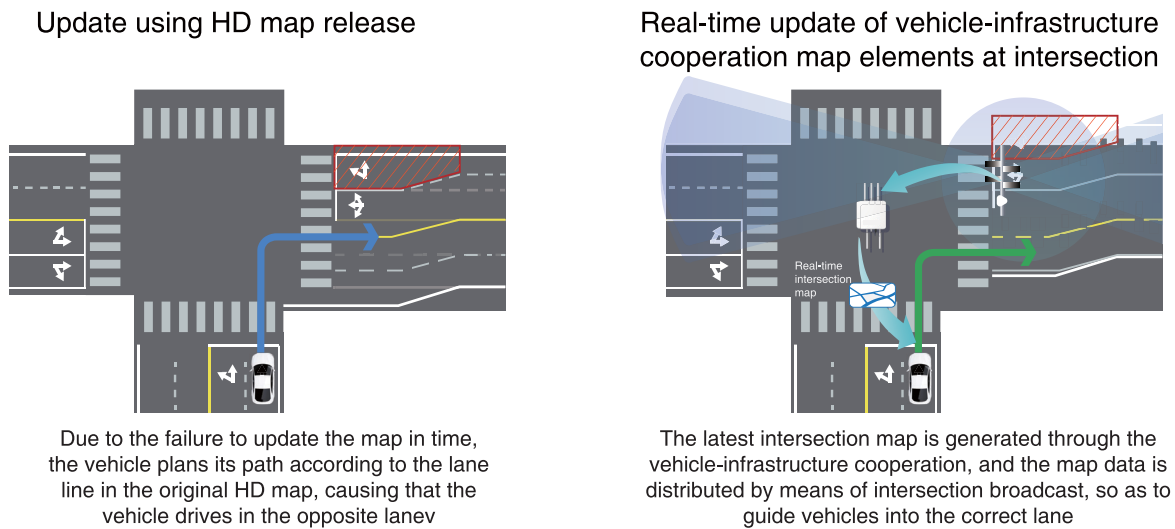 Update using HD map release
Due to the failure to update the map in time,
the vehicle plans its path according to the lane
line in the original HD map, causing that the
vehicle drives in the opposite lanev
Real-time update of vehicle-infrastructure
cooperation map elements at intersection
Real-time
intersection
map
The latest intersection map is generated through the
vehicle-infrastructure cooperation, and the map data is
distributed by means of intersection broadcast, so as to
guide vehicles into the correct lane